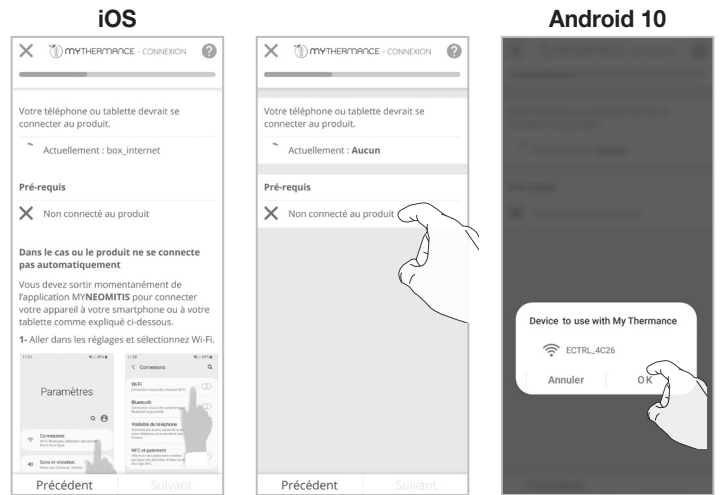 iOS
MYTHERMANCE - CONNEXION ?
Votre téléphone ou tablette devrait se
connecter au produit.
Actuellement : box_internet
Pré-requis
Non connecté au produit
Dans le cas ou le produit ne se connecte
pas automatiquement
Vous devez sortir momentanément de
l'application MYNEOMITIS pour connecter
votre appareil à votre smartphone ou à votre
tablette comme expliqué ci-dessous.
1- Aller dans les réglages et sélectionnez Wi-Fi.
Paramètres
Connexions
Sons et vibration
Connexions
Wi-Fi
Bluetooth
Visibilité du téléphone
NFC et paiement
Précédent Suivant
MYTHERMANCE - CONNEXION ?
Votre téléphone ou tablette devrait se
connecter au produit.
Actuellement : Aucun
Pré-requis
Non connecté au produit
Précédent Suivant
Android 10
Device to use with My Thermance
ECTRL_4C26
Annuler OK